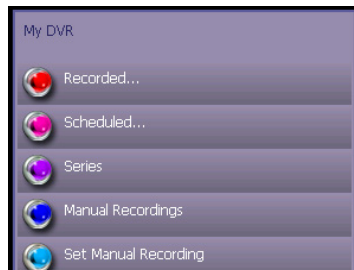 My DVR
Recorded...
Scheduled...
Series
Manual Recordings
Set Manual Recording